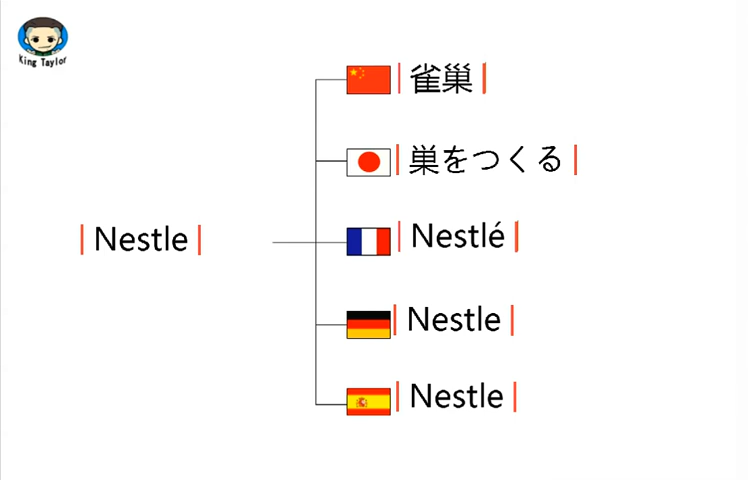 King Taylor
雀巢
巣をつくる
Nestle
Nestlé
Nestle
Nestle